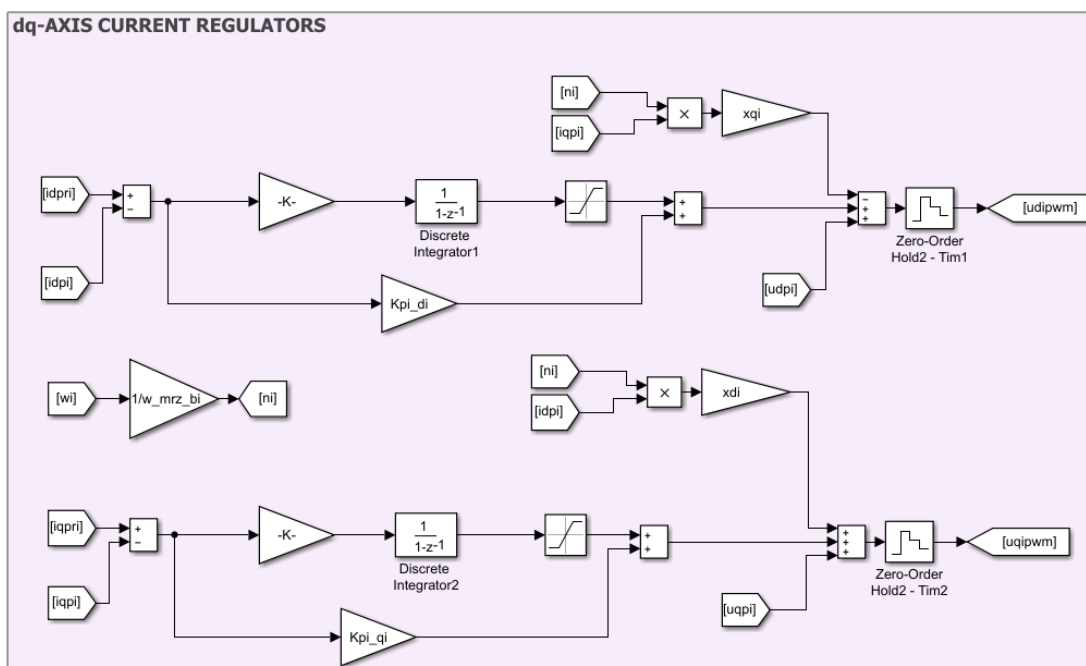 dq-AXIS CURRENT REGULATORS
[ni]
[iqpi]
×
xqi
[idpri]
+
−
-K-
1
1-z-1
Discrete
Integrator1
+
+
−
+
+
Zero-Order
Hold2 - Tim1
[udipwm]
[idpi]
Kpi_di
[udpi]
[wi]
1/w_mrz_bi
[ni]
[ni]
[idpi]
×
xdi
[iqpri]
+
−
-K-
1
1-z-1
Discrete
Integrator2
+
+
+
+
+
Zero-Order
Hold2 - Tim2
[uqipwm]
[iqpi]
Kpi_qi
[uqpi]